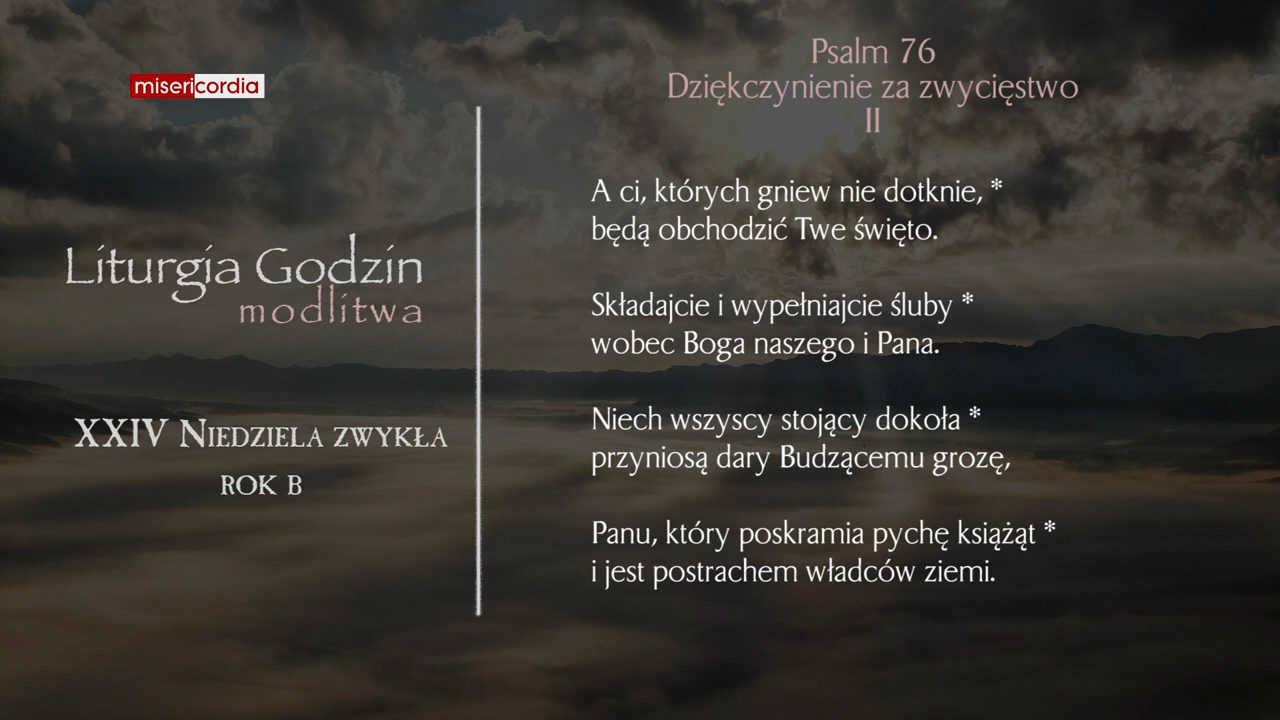 misericordia
Liturgia Godzin
modlitwa
XXIV Niedziela zwykła
rok B
Psalm 76
Dziękczynienie za zwycięstwo
II
A ci, których gniew nie dotknie, *
będą obchodzić Twe święto.
Składajcie i wypełniajcie śluby *
wobec Boga naszego i Pana.
Niech wszyscy stojący dokoła *
przyniosą dary Budzącemu grozę,
Panu, który poskramia pychę książąt *
i jest postrachem władców ziemi.